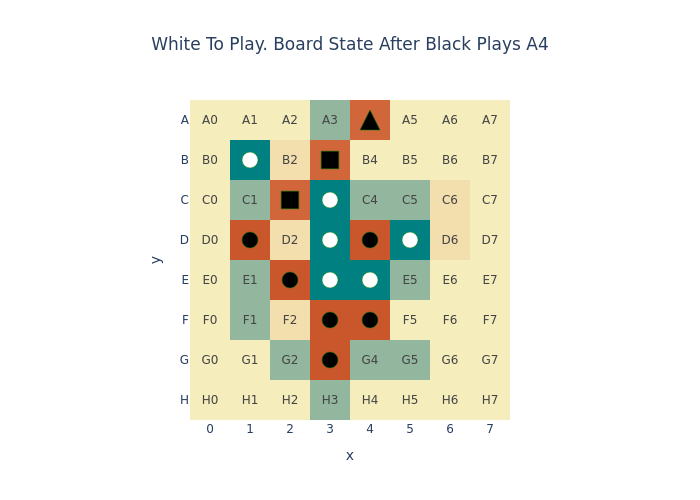 White To Play. Board State After Black Plays A4
A A0 A1 A2 A3 A5 A6 A7
B B0 B2 B4 B5 B6 B7
C C0 C1 C4 C5 C6 C7
D D0 D2 D6 D7
E E0 E1 E5 E6 E7
F F0 F1 F2 F5 F6 F7
G G0 G1 G2 G4 G5 G6 G7
H H0 H1 H2 H3 H4 H5 H6 H7
0 1 2 3 4 5 6 7
x
y